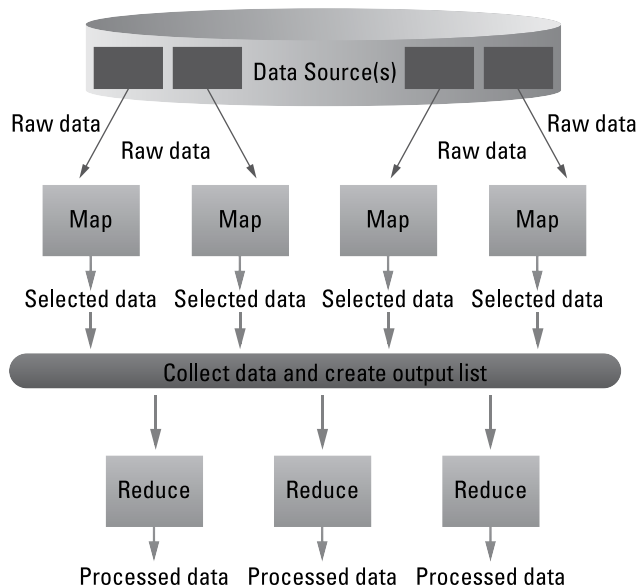 Data Source(s)
Raw data
Raw data
Raw data
Raw data
Map
Map
Map
Map
Selected data
Selected data
Selected data
Selected data
Collect data and create output list
Reduce
Reduce
Reduce
Processed data
Processed data
Processed data